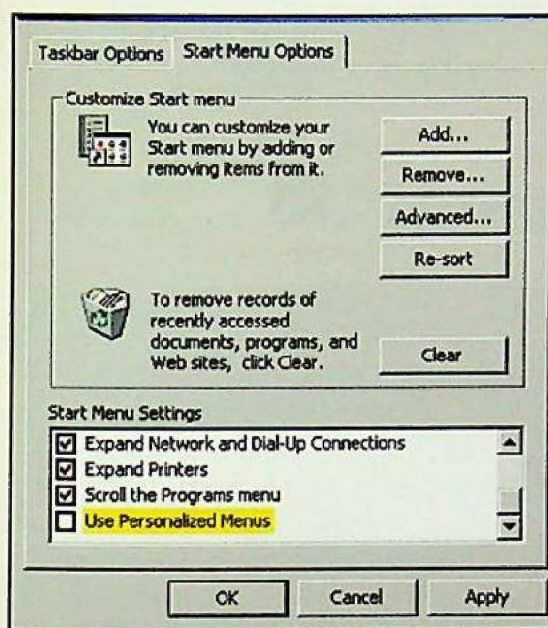 Taskbar Options
Start Menu Options
Customize Start menu
You can customize your
Start menu by adding or
removing items from it.
Add...
Remove...
Advanced...
Re-sort
To remove records of
recently accessed
documents, programs, and
Web sites, click Clear.
Clear
Start Menu Settings
Expand Network and Dial-Up Connections
Expand Printers
Scroll the Programs menu
Use Personalized Menus
OK
Cancel
Apply